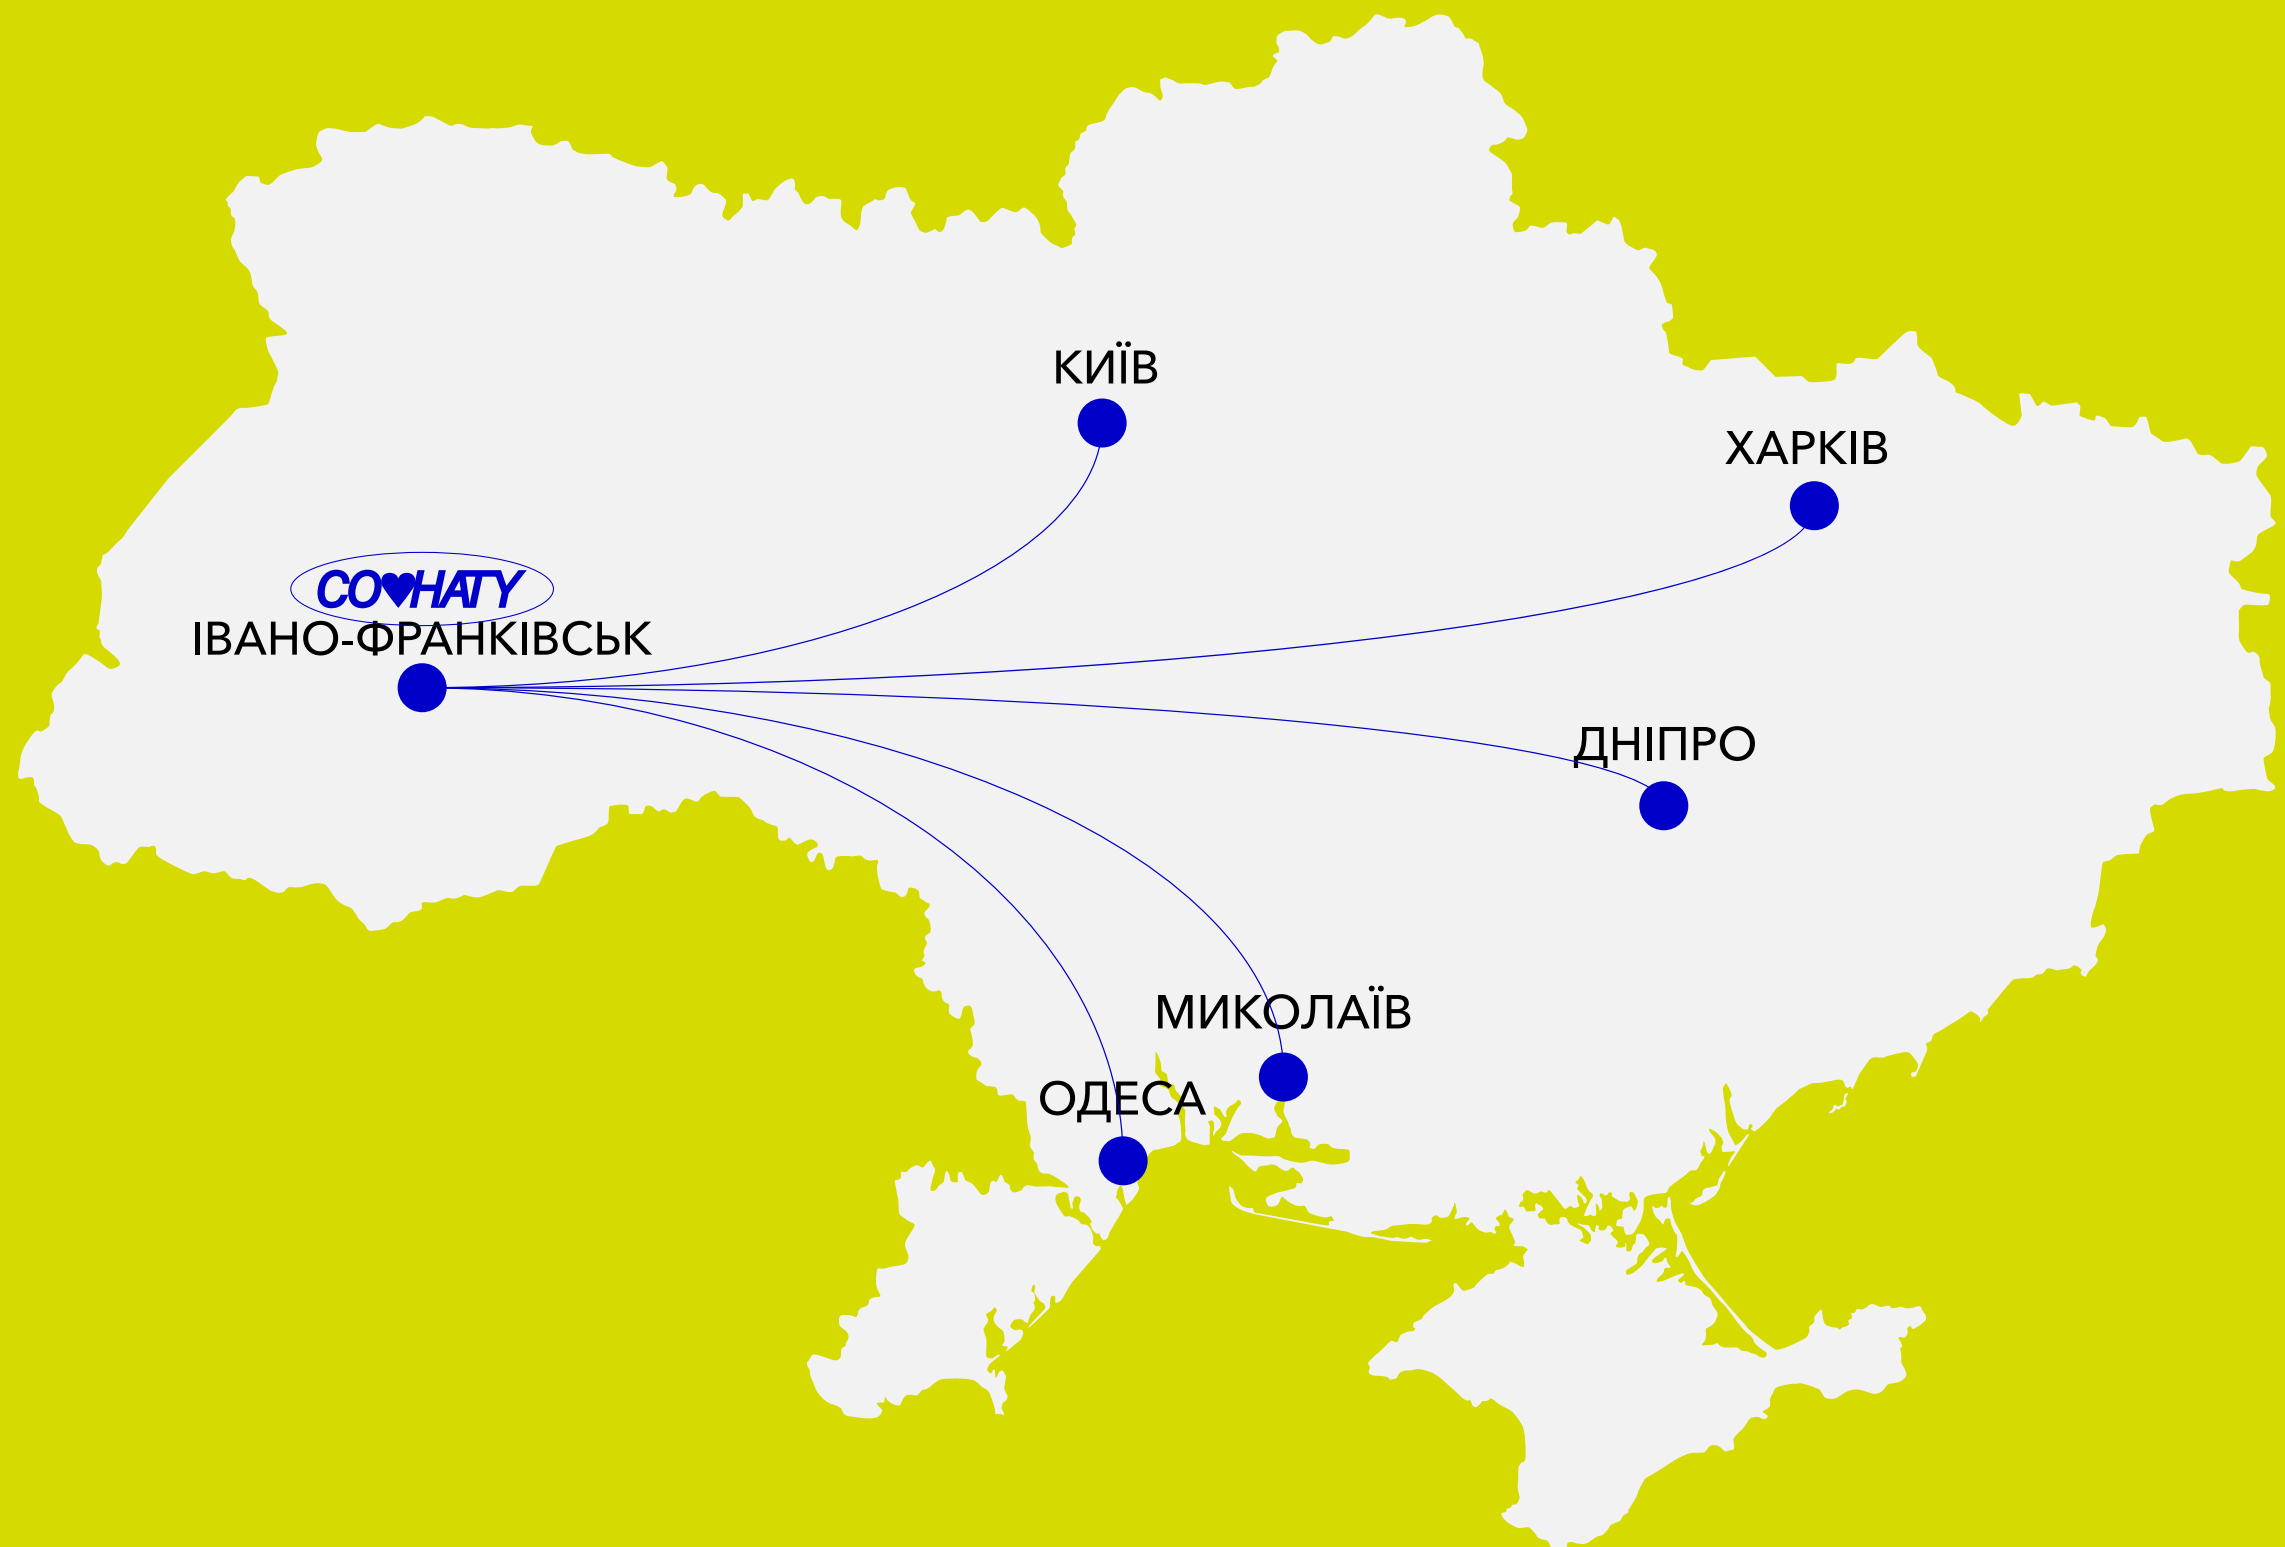 КИЇВ
ХАРКІВ
CO♥HATY
ІВАНО-ФРАНКІВСЬК
ДНІПРО
МИКОЛАЇВ
ОДЕСА